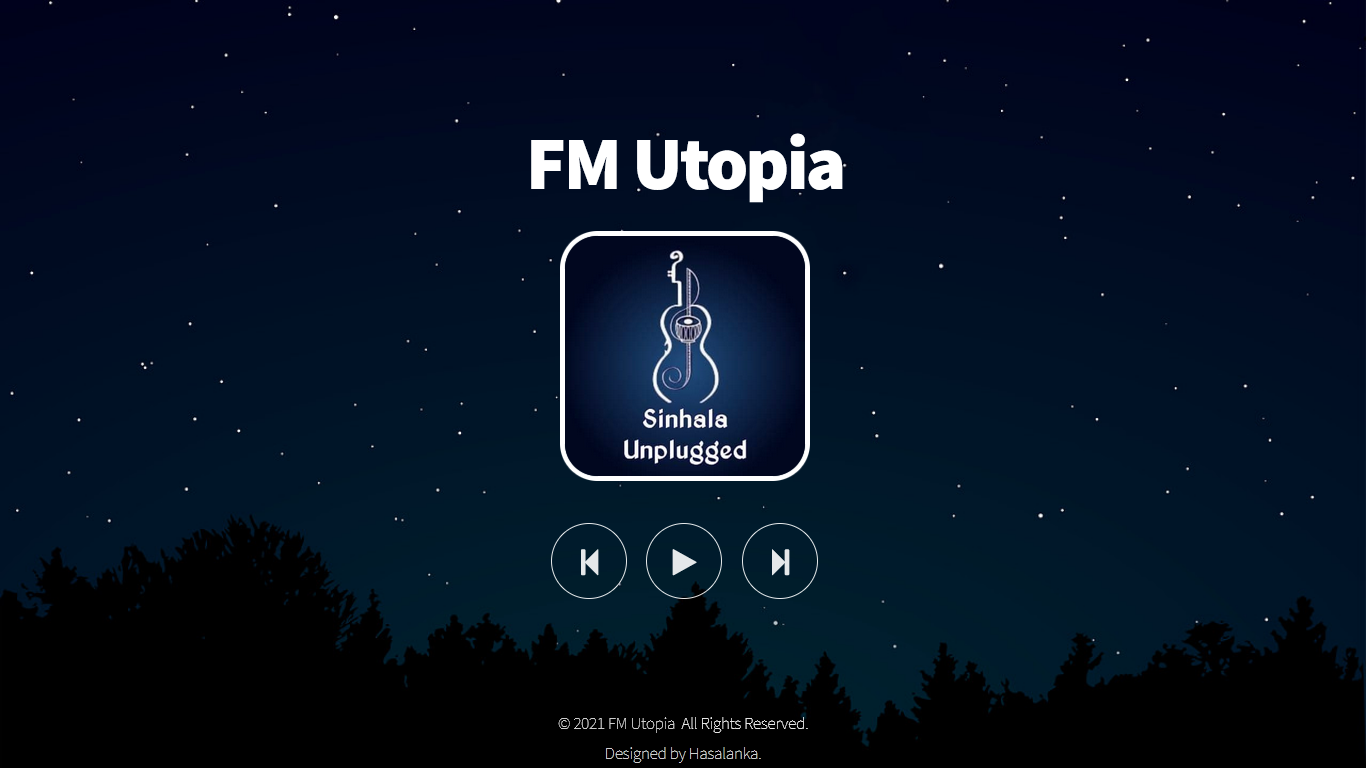 FM Utopia
Sinhala
Unplugged
© 2021 FM Utopia All Rights Reserved.
Designed by Hasalanka.